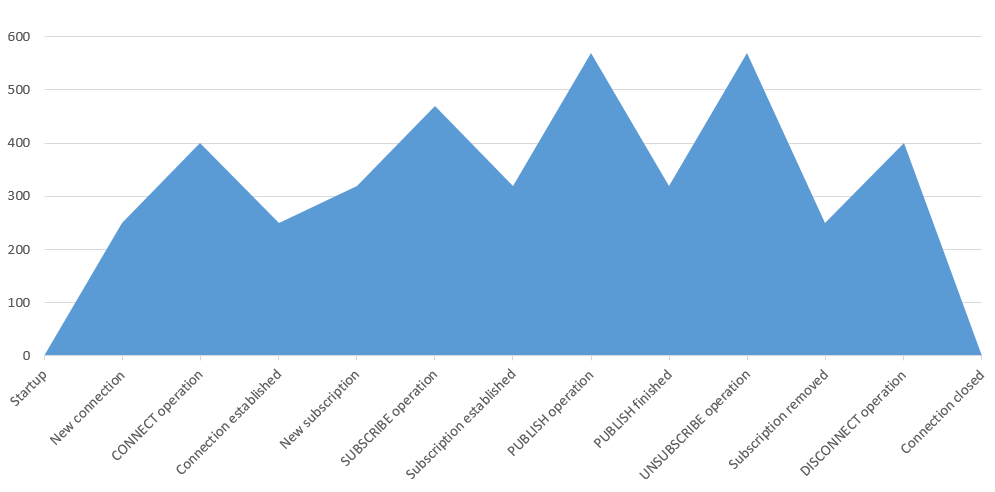 600
500
400
300
200
100
0
Startup
New connection
CONNECT operation
Connection established
New subscription
SUBSCRIBE operation
Subscription established
PUBLISH operation
PUBLISH finished
UNSUBSCRIBE operation
Subscription removed
DISCONNECT operation
Connection closed